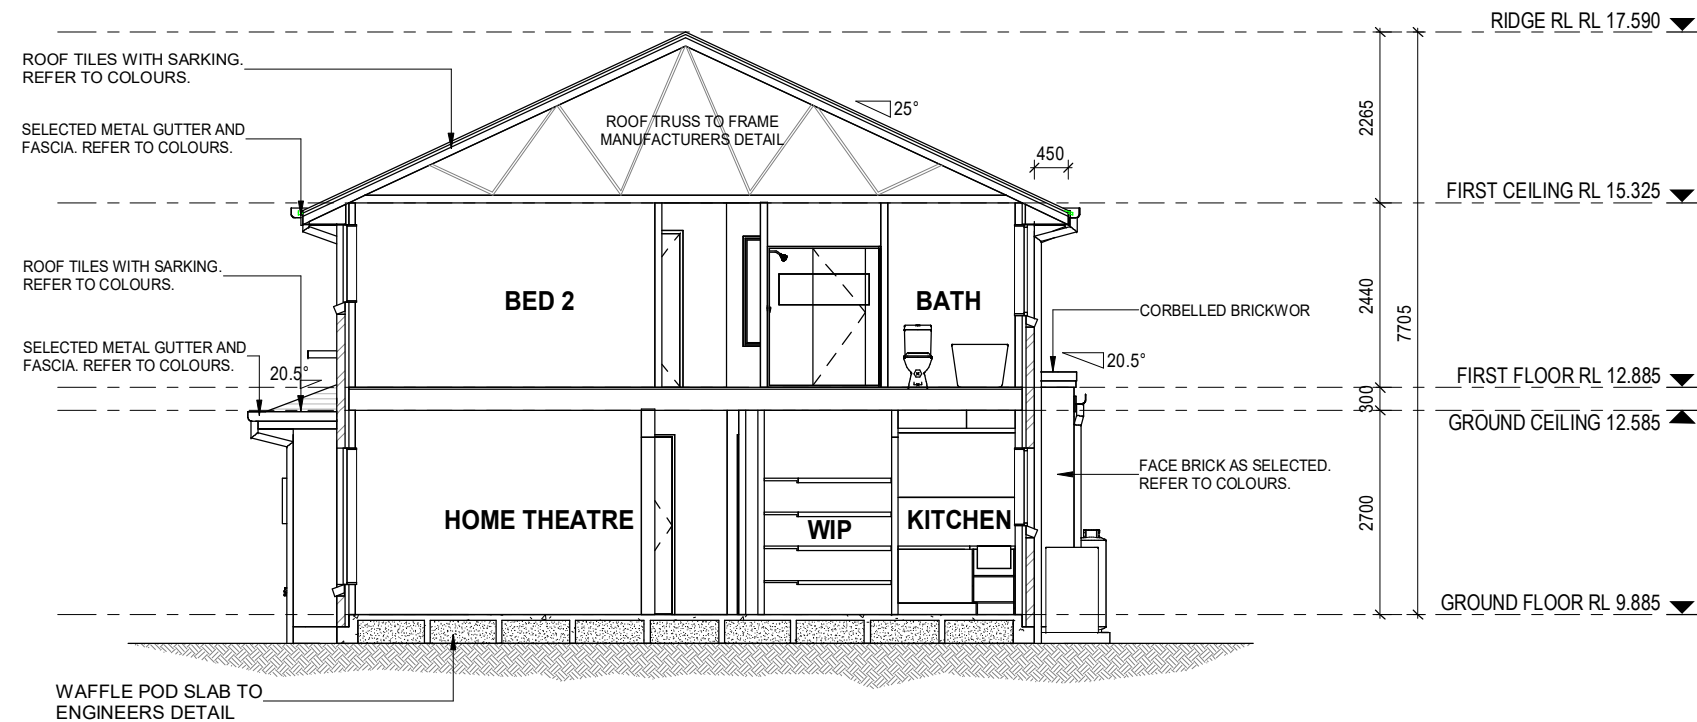 RIDGE RL RL 17.590
ROOF TILES WITH SARKING.
REFER TO COLOURS.
25°
2265
ROOF TRUSS TO FRAME
MANUFACTURERS DETAIL
SELECTED METAL GUTTER AND
FASCIA. REFER TO COLOURS.
450
FIRST CEILING RL 15.325
ROOF TILES WITH SARKING.
REFER TO COLOURS.
BED 2
BATH
2440
7705
CORBELLED BRICKWOR
SELECTED METAL GUTTER AND
FASCIA. REFER TO COLOURS.
20.5°
20.5°
FIRST FLOOR RL 12.885
300
GROUND CEILING 12.585
FACE BRICK AS SELECTED.
REFER TO COLOURS.
HOME THEATRE
WIP
KITCHEN
2700
GROUND FLOOR RL 9.885
WAFFLE POD SLAB TO
ENGINEERS DETAIL